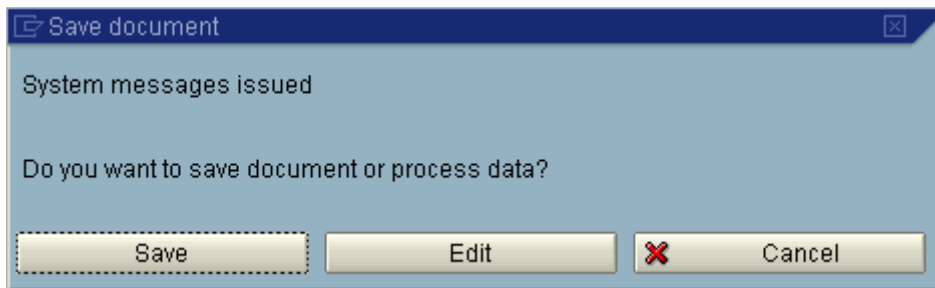 Save document
System messages issued
Do you want to save document or process data?
Save Edit Cancel